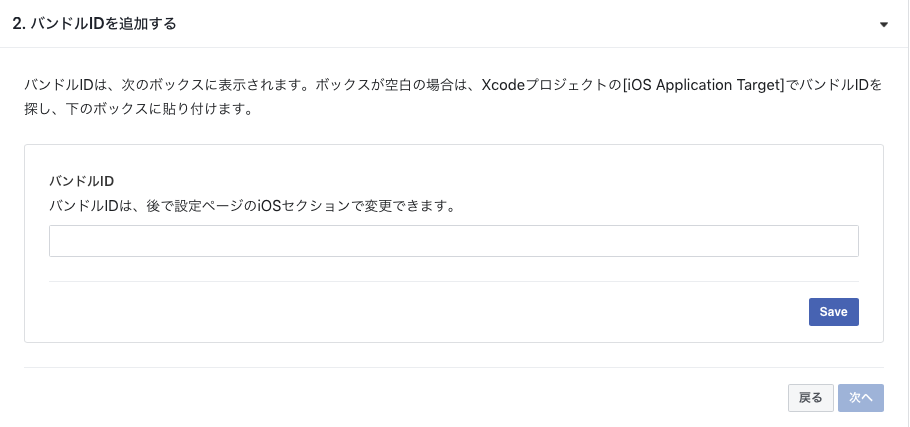 2. バンドルIDを追加する
バンドルIDは、次のボックスに表示されます。ボックスが空白の場合は、Xcodeプロジェクトの[iOS Application Target]でバンドルIDを
探し、下のボックスに貼り付けます。
バンドルID
バンドルIDは、後で設定ページのiOSセクションで変更できます。
Save
戻る 次へ